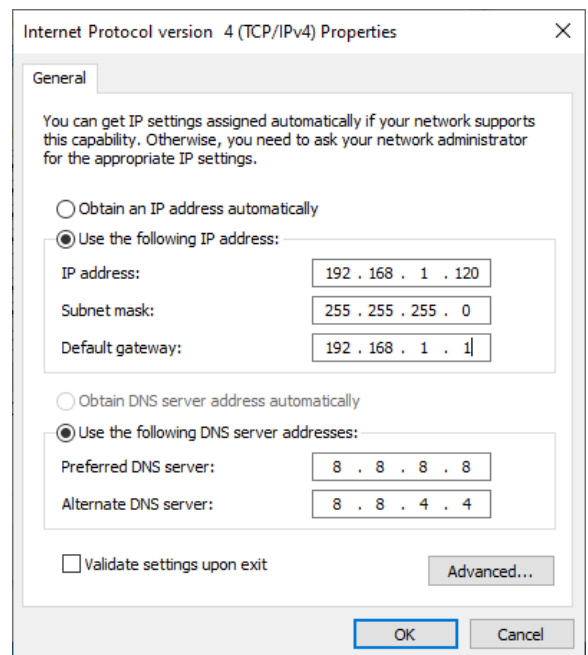 Internet Protocol version 4 (TCP/IPv4) Properties
General
You can get IP settings assigned automatically if your network supports
this capability. Otherwise, you need to ask your network administrator
for the appropriate IP settings.
Obtain an IP address automatically
Use the following IP address:
IP address: 192 . 168 . 1 . 120
Subnet mask: 255 . 255 . 255 . 0
Default gateway: 192 . 168 . 1 . 1
Obtain DNS server address automatically
Use the following DNS server addresses:
Preferred DNS server: 8 . 8 . 8 . 8
Alternate DNS server: 8 . 8 . 4 . 4
Validate settings upon exit
Advanced...
OK Cancel